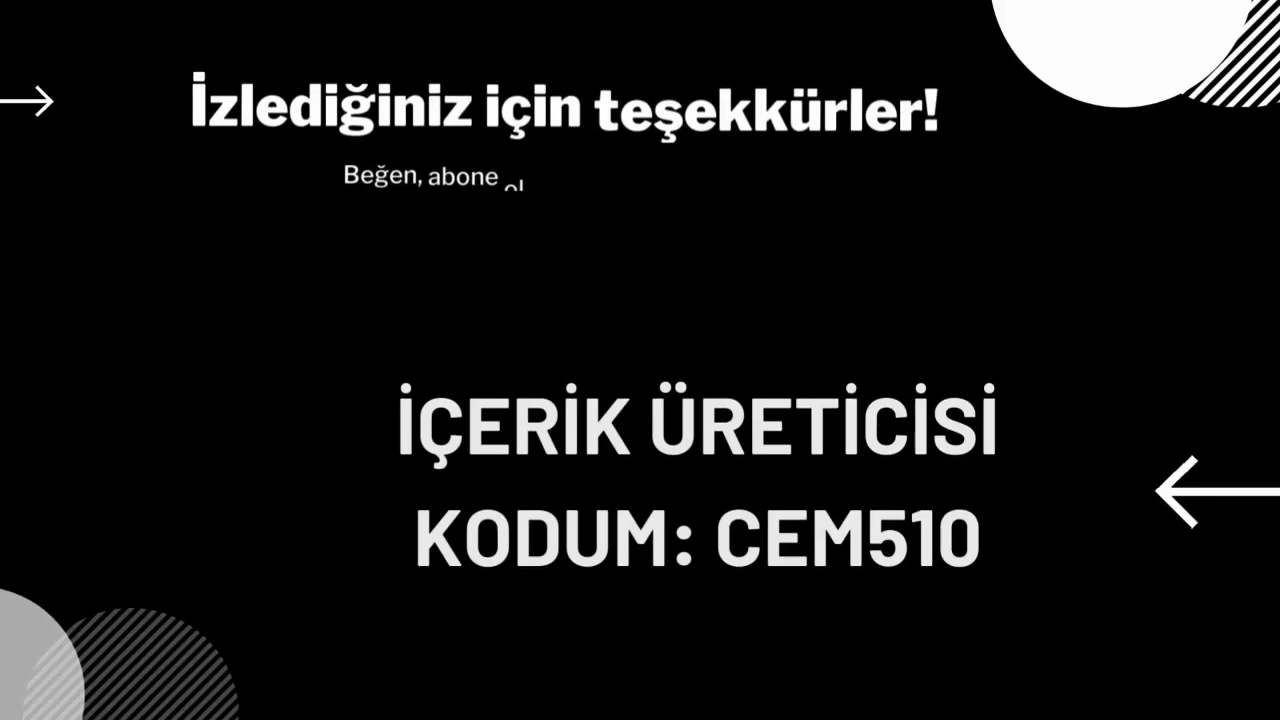 İzlediğiniz için teşekkürler!
Beğen, abone
İÇERİK ÜRETİCİSİ
KODUM: CEM510